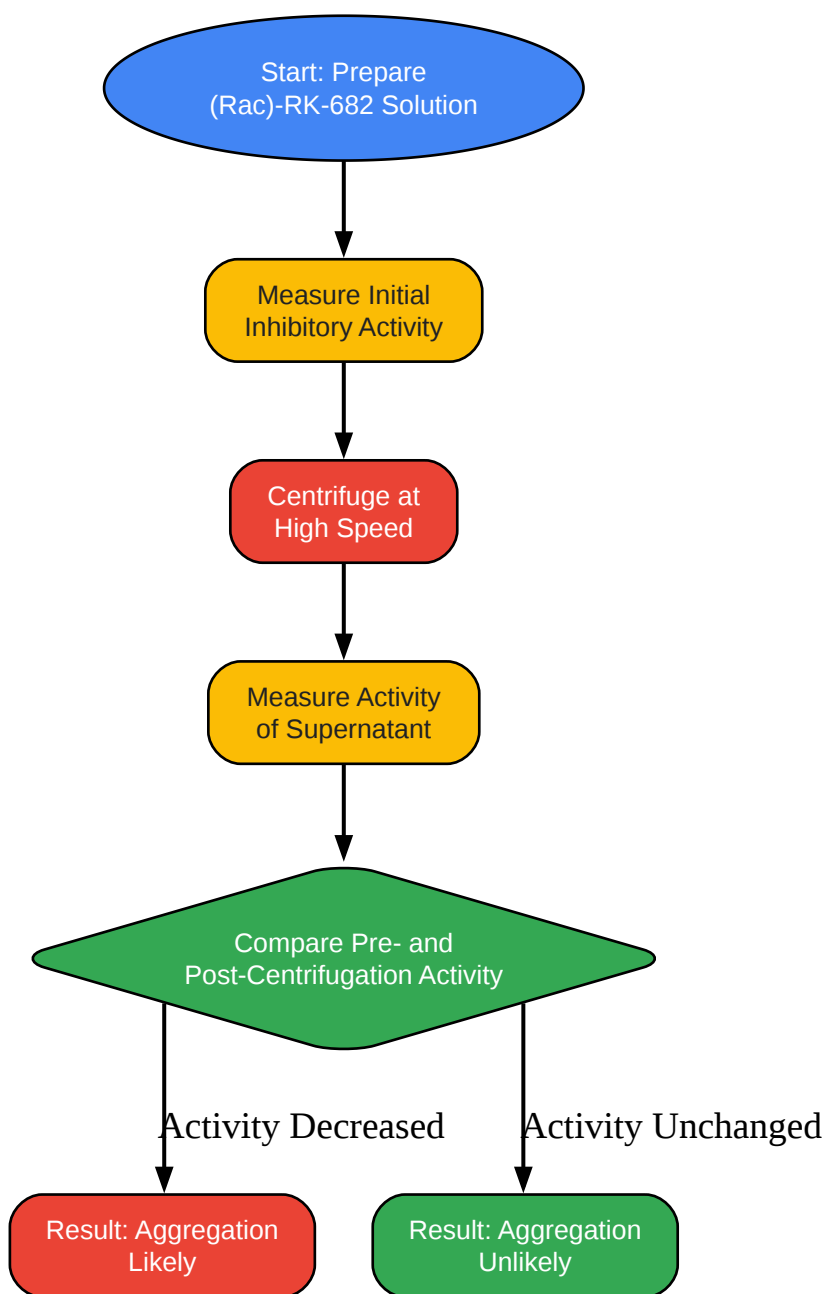 Start: Prepare
(Rac)-RK-682 Solution
Measure Initial
Inhibitory Activity
Centrifuge at
High Speed
Measure Activity
of Supernatant
Compare Pre- and
Post-Centrifugation Activity
Activity Decreased
Activity Unchanged
Result: Aggregation
Likely
Result: Aggregation
Unlikely